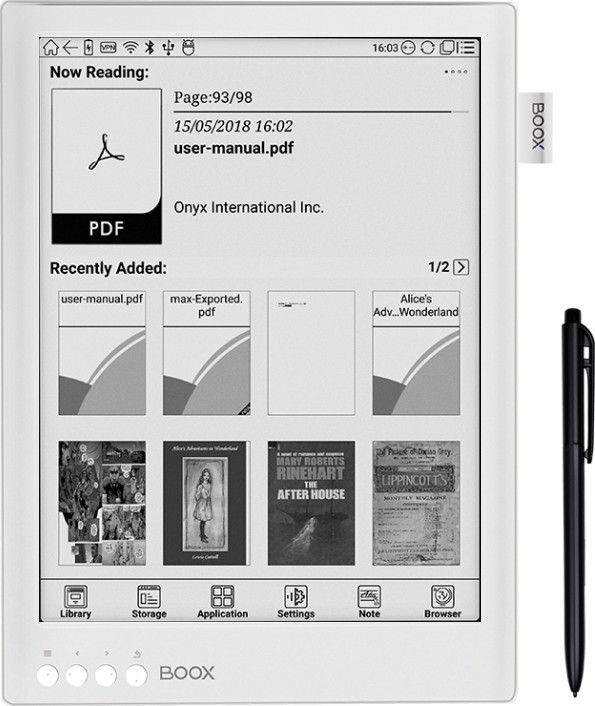 VPN
16:03
Now Reading:
PDF
Page:93/98
15/05/2018 16:02
user-manual.pdf
Onyx International Inc.
BOOX
Recently Added:
1/2
user-manual.pdf
max-Exported.
pdf
Alice's
Adv...Wonderland
Alice's Adventures in Wonderland
Lewis Carroll
A novel of romance and suspense
MARY ROBERTS
RINEHART
THE
AFTER HOUSE
The Picture of Dorian Gray.
LIPPINCOTT'S
MONTHLY MAGAZINE
CONTENTS
Library
Storage
Application
Settings
Note
Browser
BOOX